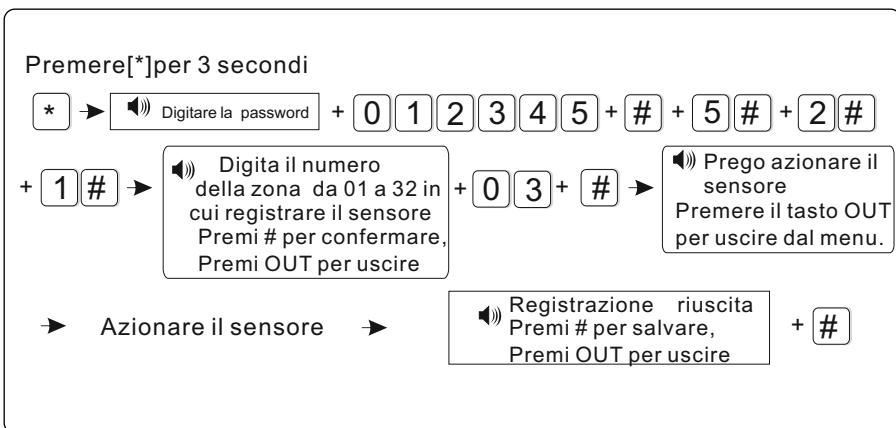 Premere[*]per 3 secondi
* Digitare la password + 0 1 2 3 4 5 + # + 5 # + 2 #
+ 1 # Digita il numero della zona da 01 a 32 in cui registrare il sensore Premi # per confermare, Premi OUT per uscire + 0 3 + # Prego azionare il sensore Premere il tasto OUT per uscire dal menu.
Azionare il sensore
Registrazione riuscita
Premi # per salvare,
Premi OUT per uscire
+ #